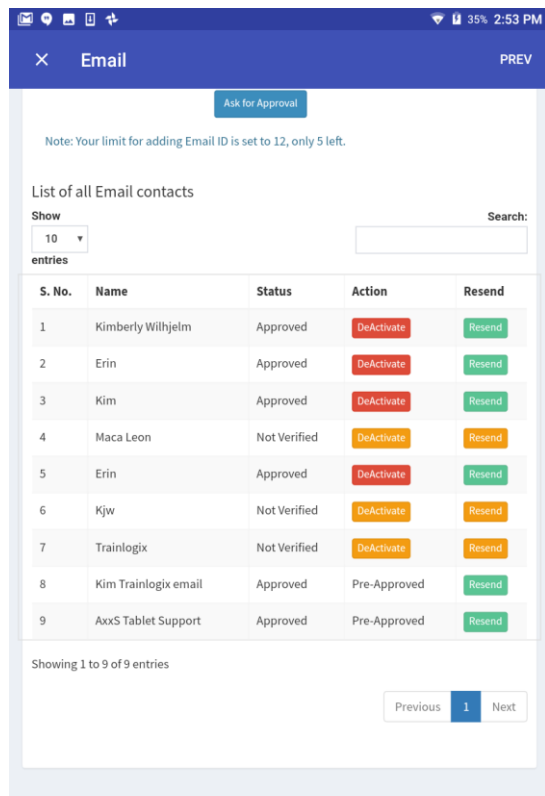 35% 2:53 PM
× Email PREV
Ask for Approval
Note: Your limit for adding Email ID is set to 12, only 5 left.
List of all Email contacts
Show
Search:
10
entries
S. No. Name Status Action Resend
1 Kimberly Wilhjelm Approved DeActivate Resend
2 Erin Approved DeActivate Resend
3 Kim Approved DeActivate Resend
4 Maca Leon Not Verified DeActivate Resend
5 Erin Approved DeActivate Resend
6 Kjw Not Verified DeActivate Resend
7 Trainlogix Not Verified DeActivate Resend
8 Kim Trainlogix email Approved Pre-Approved Resend
9 AxxS Tablet Support Approved Pre-Approved Resend
Showing 1 to 9 of 9 entries
Previous 1 Next